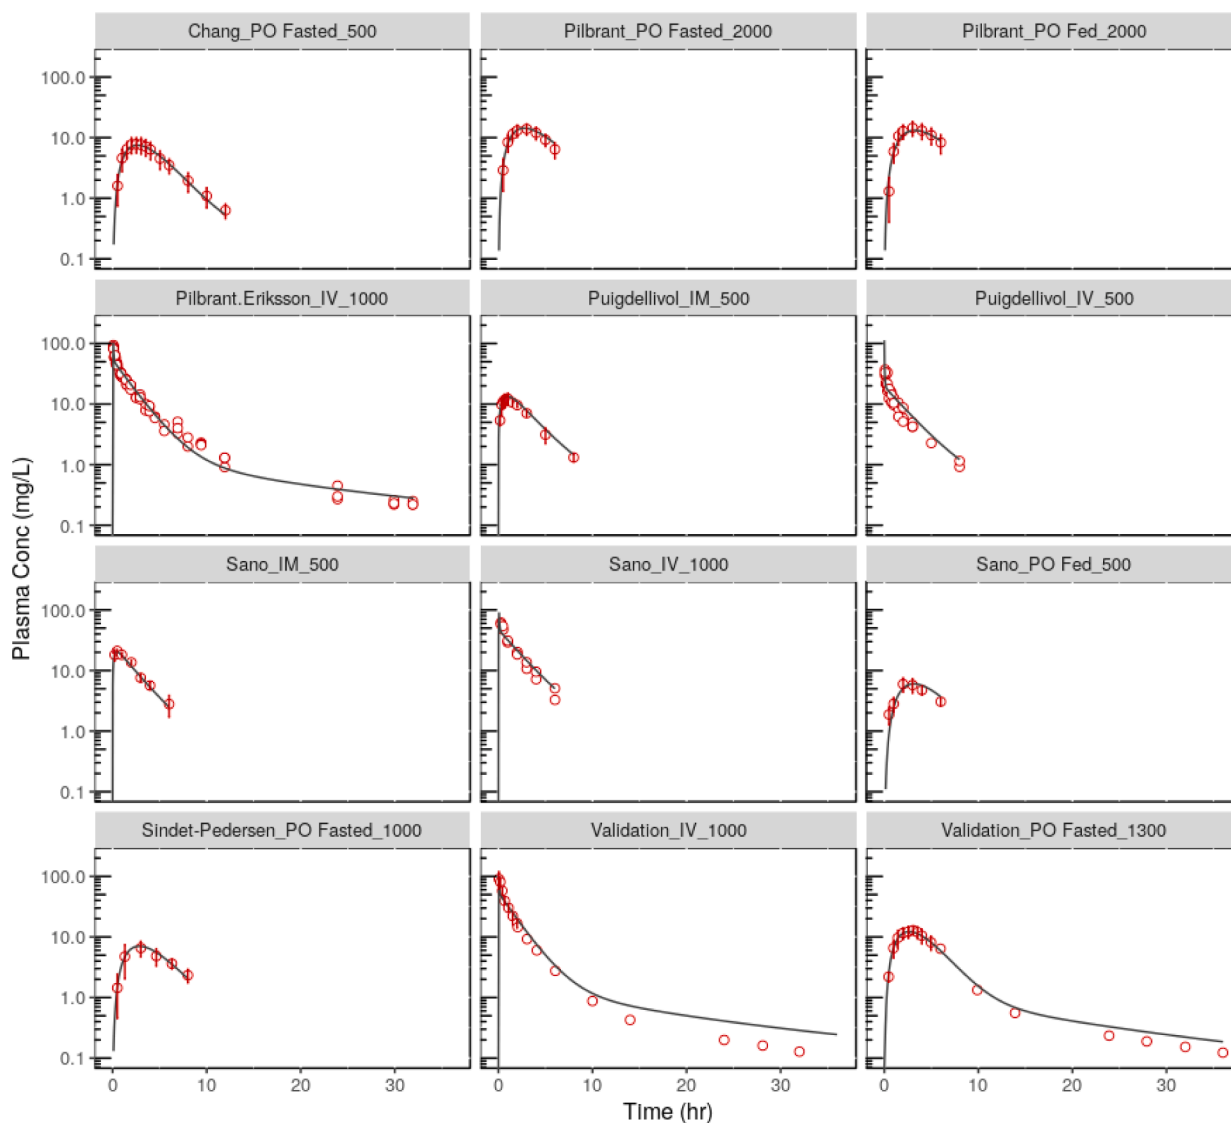 Chang_PO Fasted_500
Pilbrant_PO Fasted_2000
Pilbrant_PO Fed_2000
100.0
10.0
1.0
0.1
Pilbrant.Eriksson_IV_1000
Puigdellivol_IM_500
Puigdellivol_IV_500
100.0
10.0
1.0
0.1
Sano_IM_500
Sano_IV_1000
Sano_PO Fed_500
100.0
10.0
1.0
0.1
Sindet-Pedersen_PO Fasted_1000
Validation_IV_1000
Validation_PO Fasted_1300
100.0
10.0
1.0
0.1
0 10 20 30
0 10 20 30
0 10 20 30
Plasma Conc (mg/L)
Time (hr)